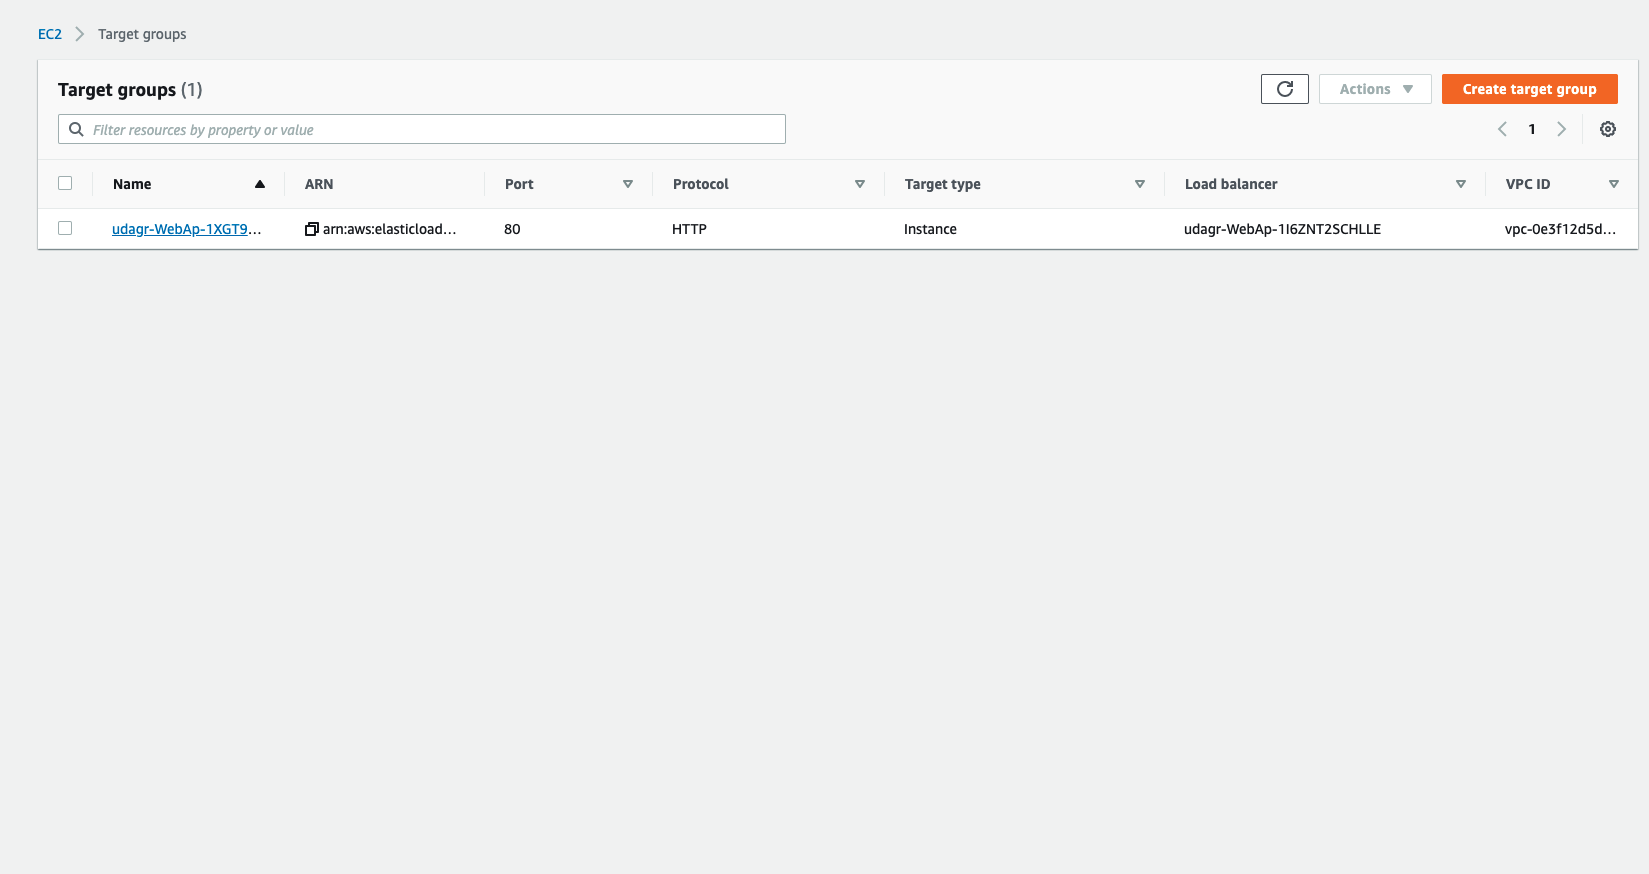 EC2 > Target groups
Target groups (1)
Actions
Create target group
Filter resources by property or value
1
Name ARN Port Protocol Target type Load balancer VPC ID
udagr-WebAp-1XGT9... arn:aws:elasticload... 80 HTTP Instance udagr-WebAp-1I6ZNT2SCHLLE vpc-0e3f12d5d...